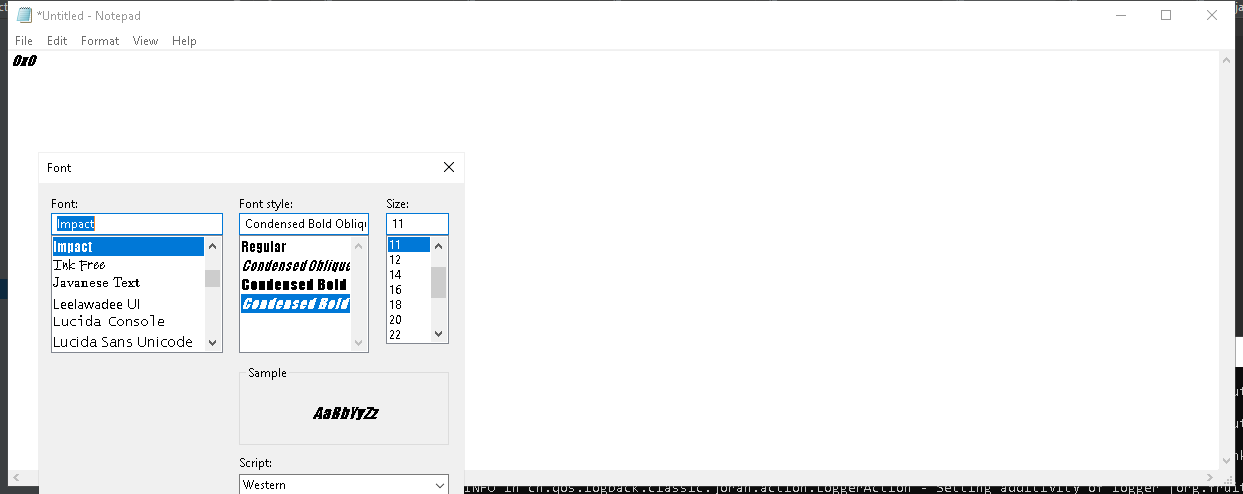 *Untitled - Notepad
File Edit Format View Help
0x0
Font
Font: Font style: Size:
Impact Condensed Bold Obliqu 11
Impact Regular 11
Ink Free Condensed Oblique 12
Javanese Text Condensed Bold 14
Leelawadee UI Condensed Bold 16
Lucida Console 18
Lucida Sans Unicode 20
22
Sample
AaBbYyZz
Script:
Western
INFO in ch.qos.logback.classic.joran.action.LoggerAction - Setting additivity of logger